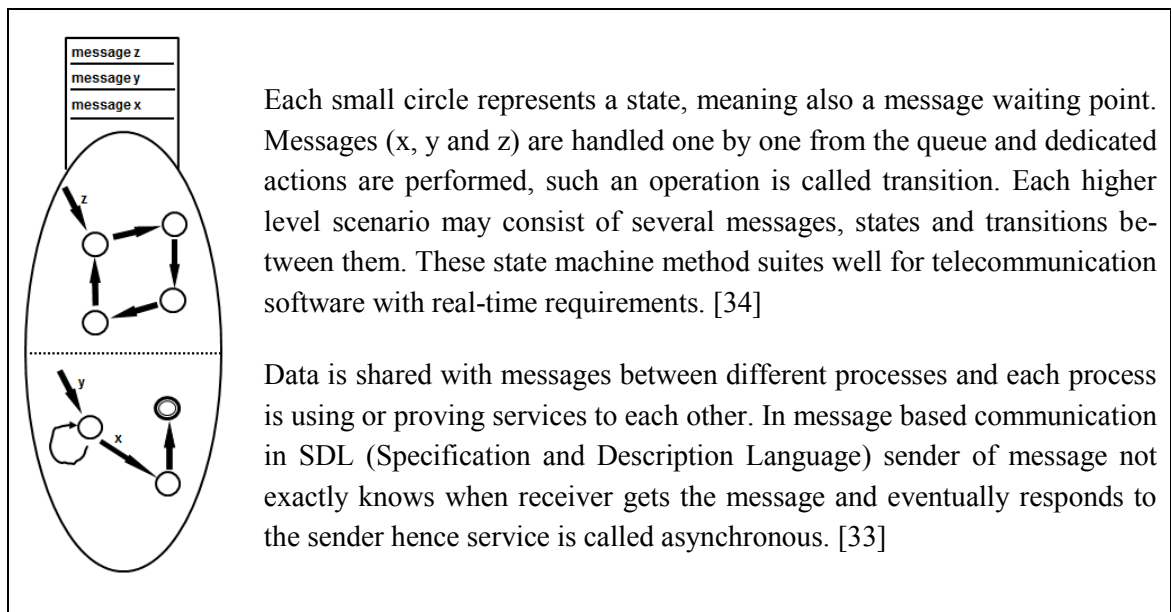 message z
message y
message x
z
y
x
Each small circle represents a state, meaning also a message waiting point.
Messages (x, y and z) are handled one by one from the queue and dedicated
actions are performed, such an operation is called transition. Each higher
level scenario may consist of several messages, states and transitions be-
tween them. These state machine method suites well for telecommunication
software with real-time requirements. [34]
Data is shared with messages between different processes and each process
is using or proving services to each other. In message based communication
in SDL (Specification and Description Language) sender of message not
exactly knows when receiver gets the message and eventually responds to
the sender hence service is called asynchronous. [33]